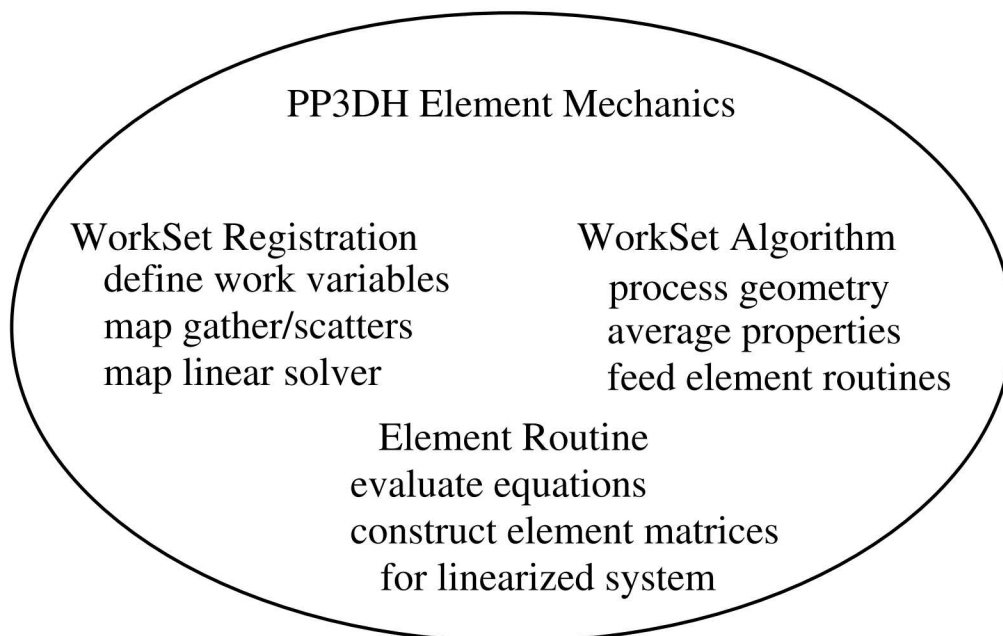 PP3DH Element Mechanics
WorkSet Registration
define work variables
map gather/scatters
map linear solver
WorkSet Algorithm
process geometry
average properties
feed element routines
Element Routine
evaluate equations
construct element matrices
for linearized system